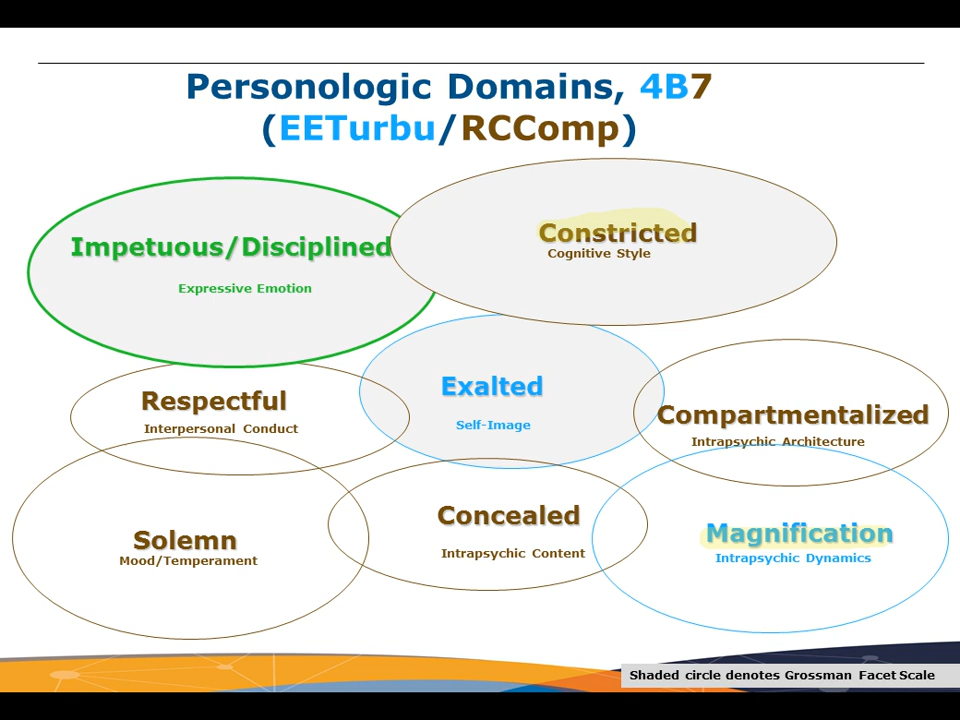 Personologic Domains, 4B7
(EETurbu/RCComp)
Impetuous/Disciplined
Expressive Emotion
Constricted
Cognitive Style
Respectful
Interpersonal Conduct
Exalted
Self-Image
Compartmentalized
Intrapsychic Architecture
Solemn
Mood/Temperament
Concealed
Intrapsychic Content
Magnification
Intrapsychic Dynamics
Shaded circle denotes Grossman Facet Scale